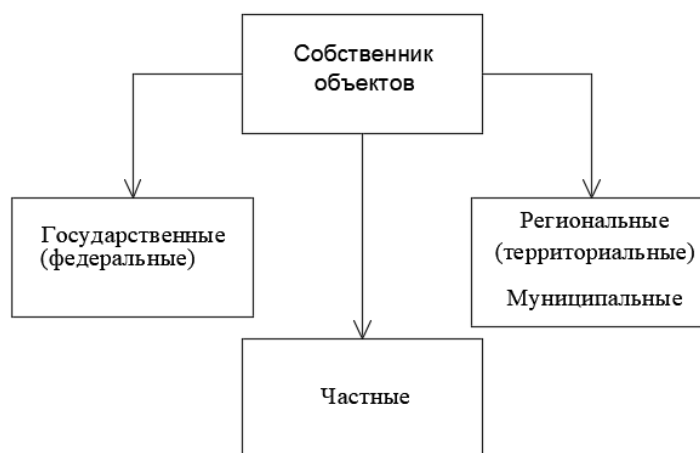 Собственник
объектов
Государственные
(федеральные)
Региональные
(территориальные)
Муниципальные
Частные